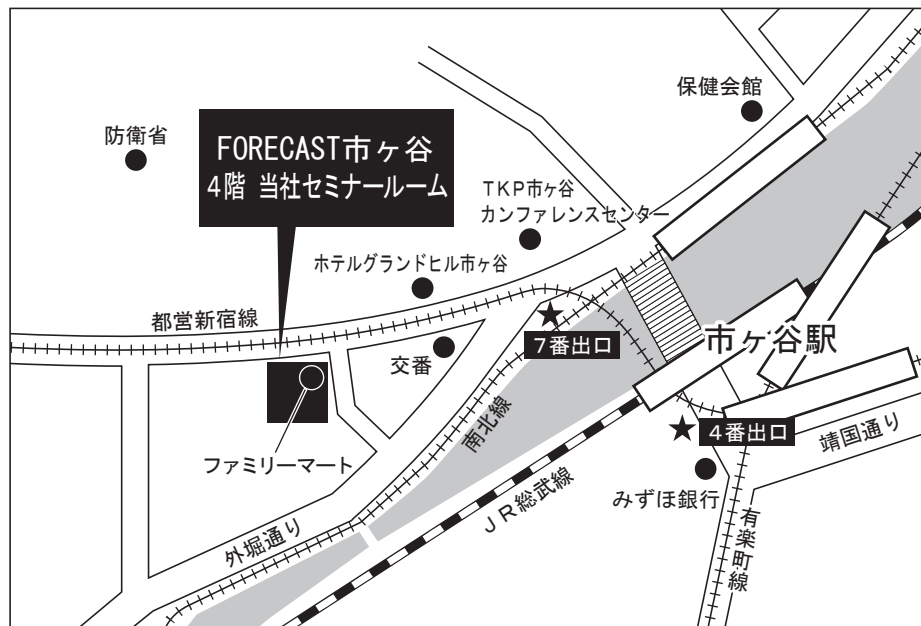 保健会館
防衛省
FORECAST市ヶ谷
4階 当社セミナールーム
TKP市ヶ谷
カンファレンスセンター
ホテルグランドヒル市ヶ谷
都営新宿線
7番出口
市ヶ谷駅
交番
南北線
4番出口
靖国通り
ファミリーマート
みずほ銀行
JR総武線
外堀通り
有楽町線